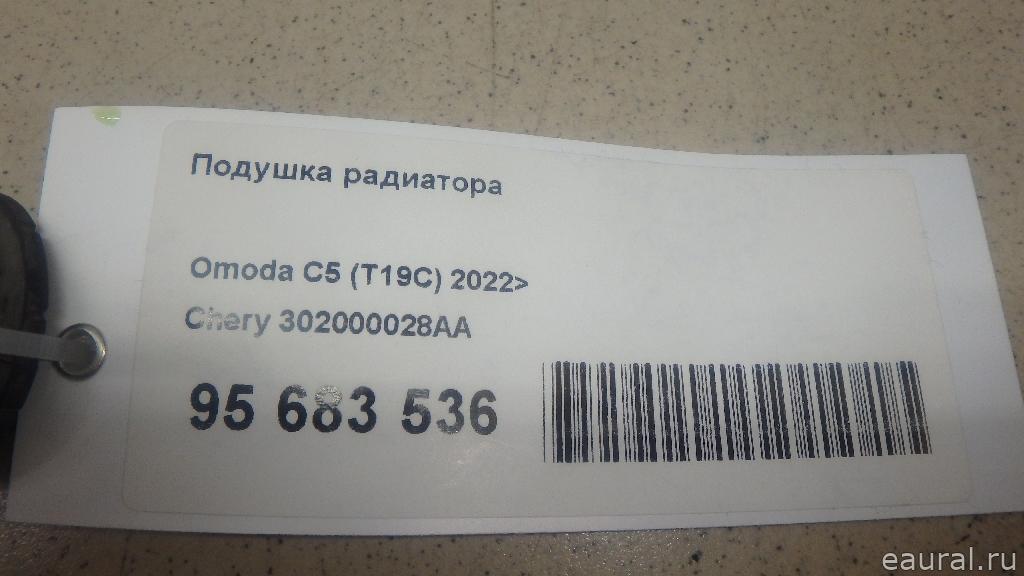 Подушка радиатора
Omoda C5 (T19C) 2022>
Chery 302000028AA
95 683 536
eaural.ru